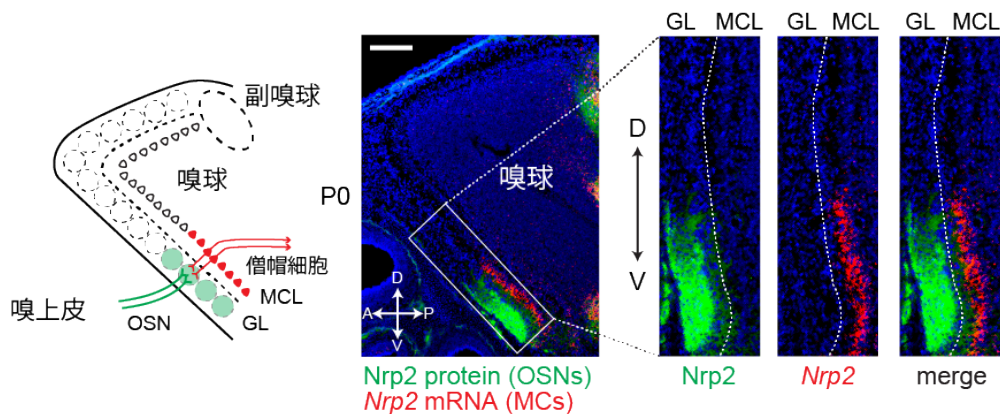 副嗅球
嗅球
僧帽細胞
MCL
GL
OSN
嗅上皮
P0
嗅球
D
A
P
V
Nrp2 protein (OSNs)
Nrp2 mRNA (MCs)
D
V
GL MCL
GL MCL
GL MCL
Nrp2
Nrp2
merge